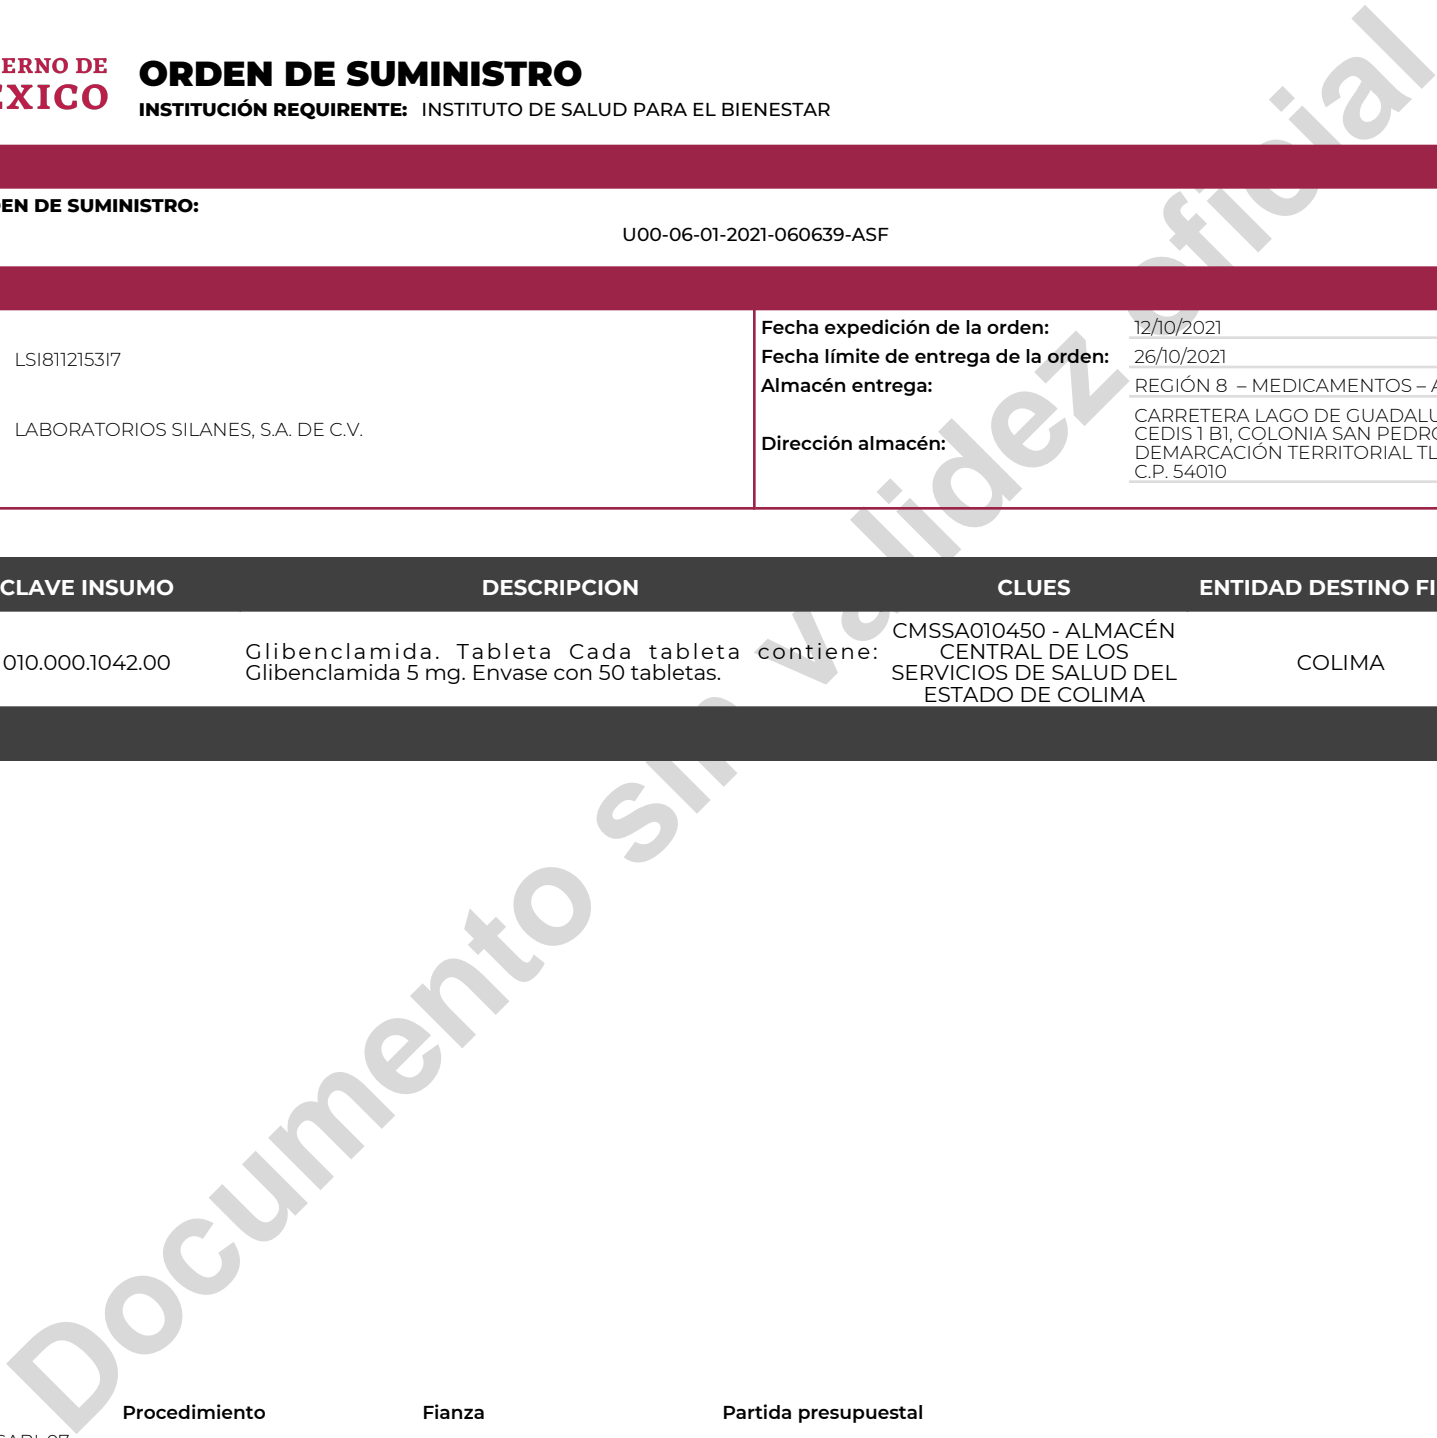 ERNO DE
ÉXICO
ORDEN DE SUMINISTRO
INSTITUCIÓN REQUIRENTE: INSTITUTO DE SALUD PARA EL BIENESTAR
EN DE SUMINISTRO:
U00-06-01-2021-060639-ASF
LSI8112153I7
LABORATORIOS SILANES, S.A. DE C.V.
Fecha expedición de la orden: 12/10/2021
Fecha límite de entrega de la orden: 26/10/2021
Almacén entrega: REGIÓN 8 – MEDICAMENTOS – A
Dirección almacén:
CARRETERA LAGO DE GUADALU
CEDIS 1 B1, COLONIA SAN PEDRO
DEMARCACIÓN TERRITORIAL TL
C.P. 54010
CLAVE INSUMO DESCRIPCION CLUES ENTIDAD DESTINO FI
010.000.1042.00
Glibenclamida. Tableta Cada tableta contiene:
Glibenclamida 5 mg. Envase con 50 tabletas.
CMSSA010450 - ALMACÉN
CENTRAL DE LOS
SERVICIOS DE SALUD DEL
ESTADO DE COLIMA
COLIMA
Documento sin validez oficial
Procedimiento Fianza Partida presupuestal